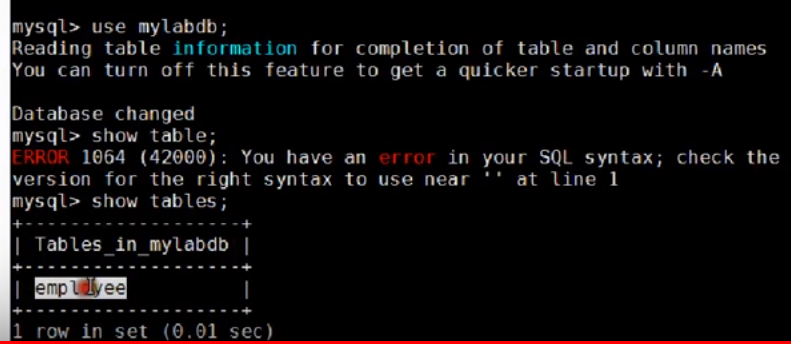 mysql> use mylabdb;
Reading table information for completion of table and column names
You can turn off this feature to get a quicker startup with -A
Database changed
mysql> show table;
ERROR 1064 (42000): You have an error in your SQL syntax; check the
version for the right syntax to use near '' at line 1
mysql> show tables;
+-------------------+
| Tables_in_mylabdb |
+-------------------+
| employee |
+-------------------+
1 row in set (0.01 sec)